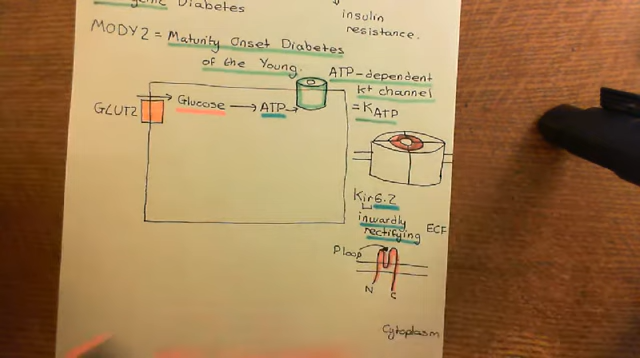 Diabetes
insulin
resistance.
MODY2 = Maturity Onset Diabetes
of the Young.
ATP-dependent
K+ channel
= KATP
GLUT2
Glucose → ATP
Kir6.2
inwardly
rectifying
ECF
P loop
N C
Cytoplasm